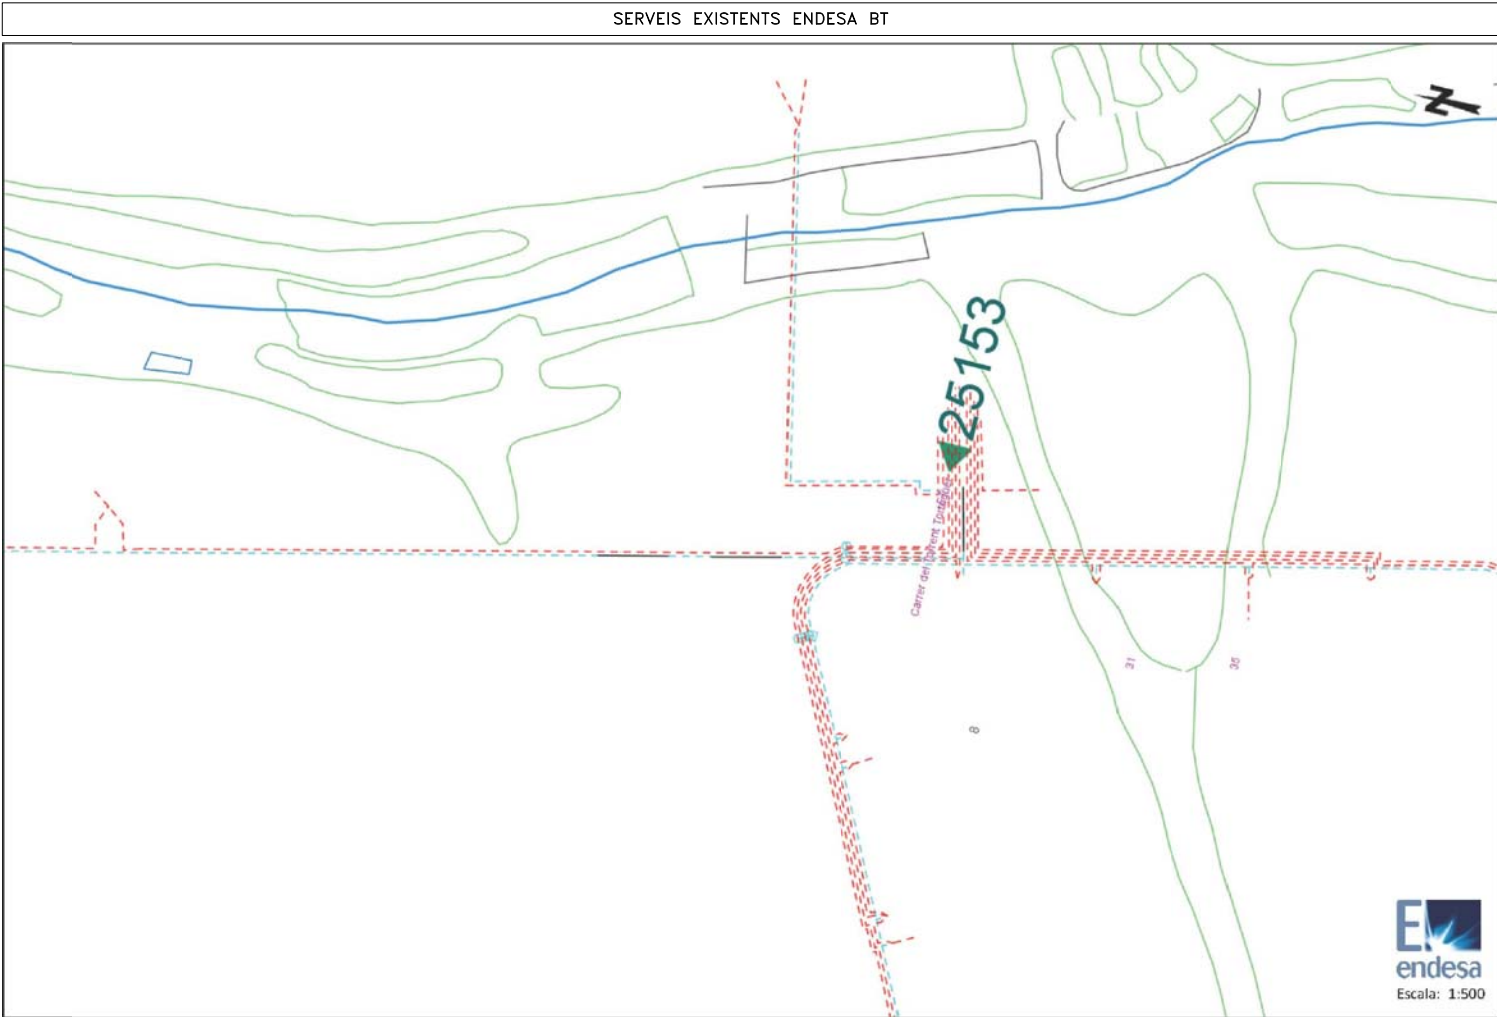 SERVEIS EXISTENTS ENDESA BT
N
25153
Carrer del Torrent
31
35
8
E
endesa
Escala: 1:500